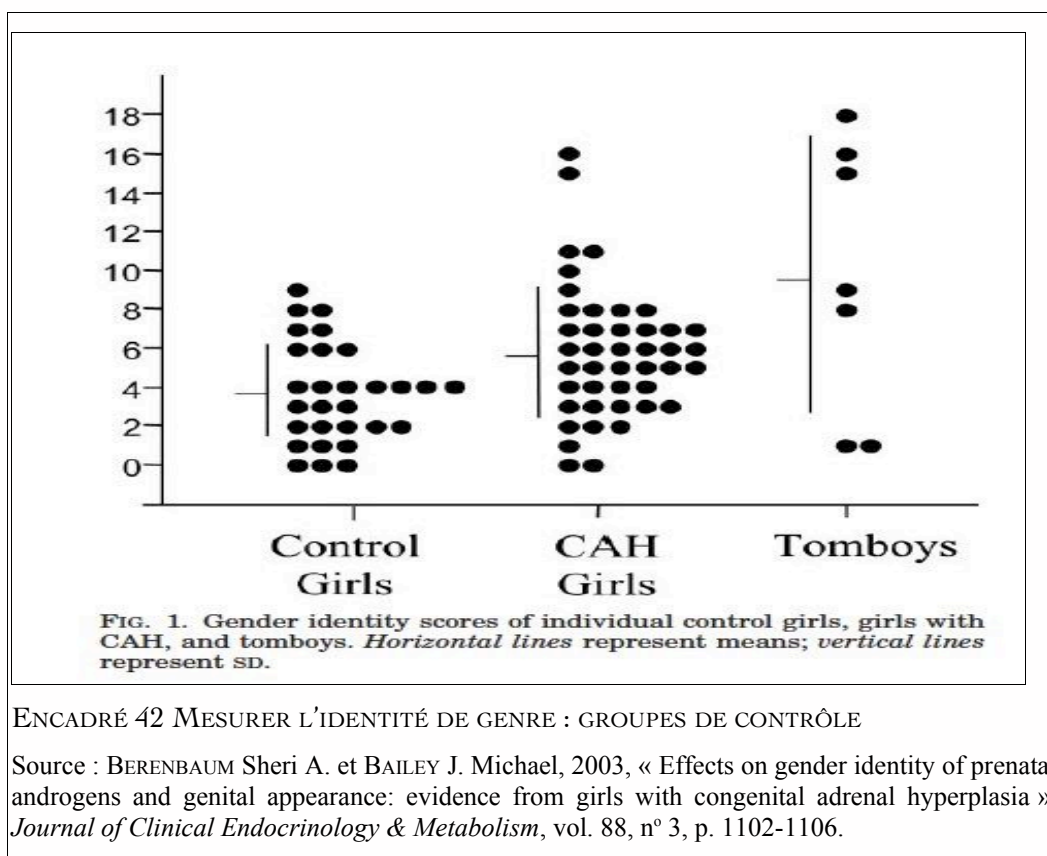 18
16
14
12
10
8
6
4
2
0
Control Girls
CAH Girls
Tomboys
FIG. 1. Gender identity scores of individual control girls, girls with
CAH, and tomboys. Horizontal lines represent means; vertical lines
represent SD.
ENCADRÉ 42 MESURER L'IDENTITÉ DE GENRE : GROUPES DE CONTRÔLE
Source : BERENBAUM Sheri A. et BAILEY J. Michael, 2003, « Effects on gender identity of prenata
androgens and genital appearance: evidence from girls with congenital adrenal hyperplasia »
Journal of Clinical Endocrinology & Metabolism, vol. 88, nº 3, p. 1102-1106.